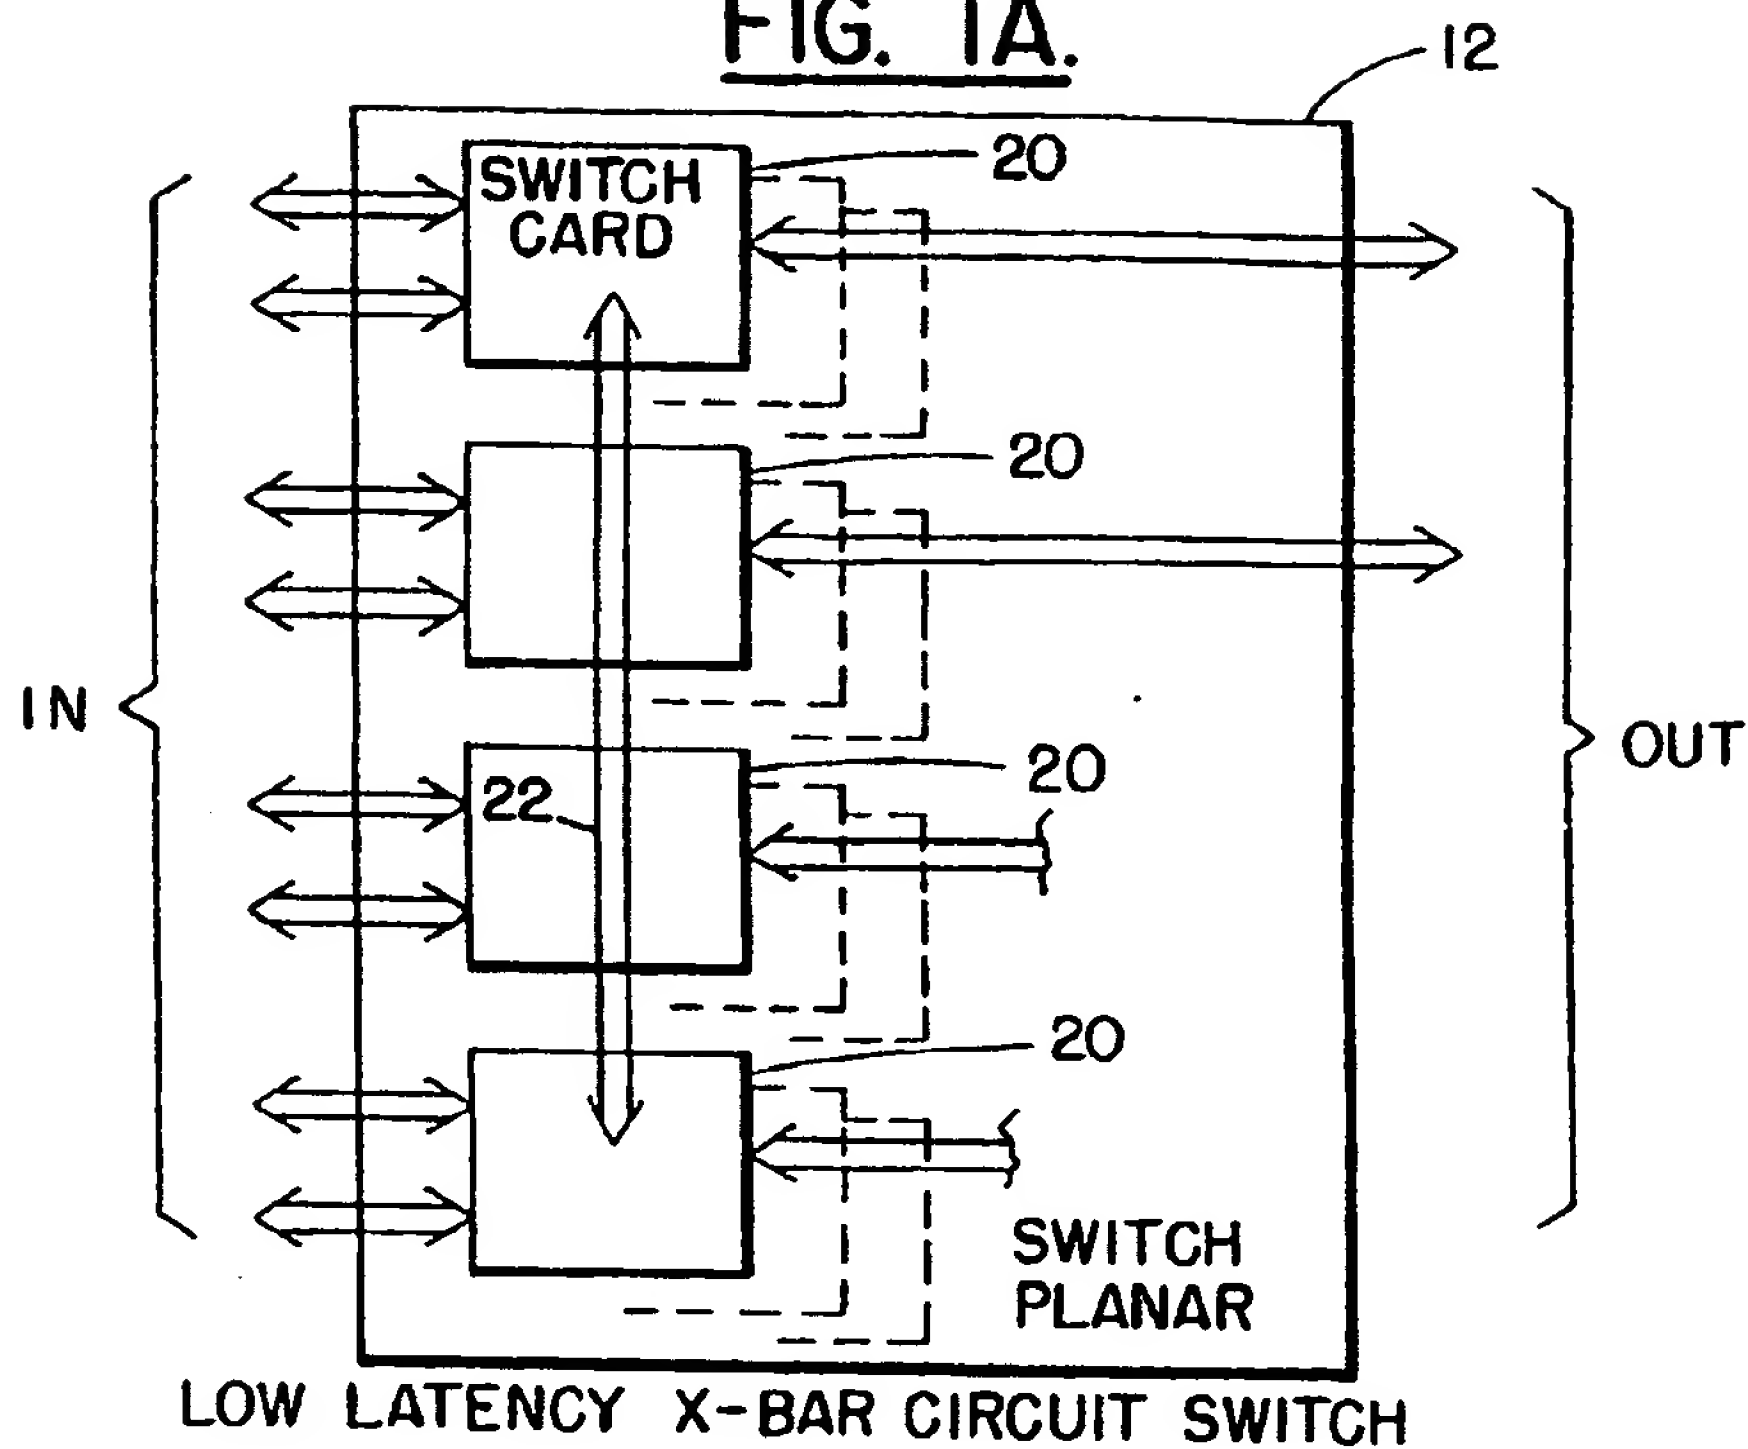 FIG. 1A.
12
SWITCH
CARD
20
20
IN
OUT
20
22
20
SWITCH
PLANAR
LOW LATENCY X-BAR CIRCUIT SWITCH